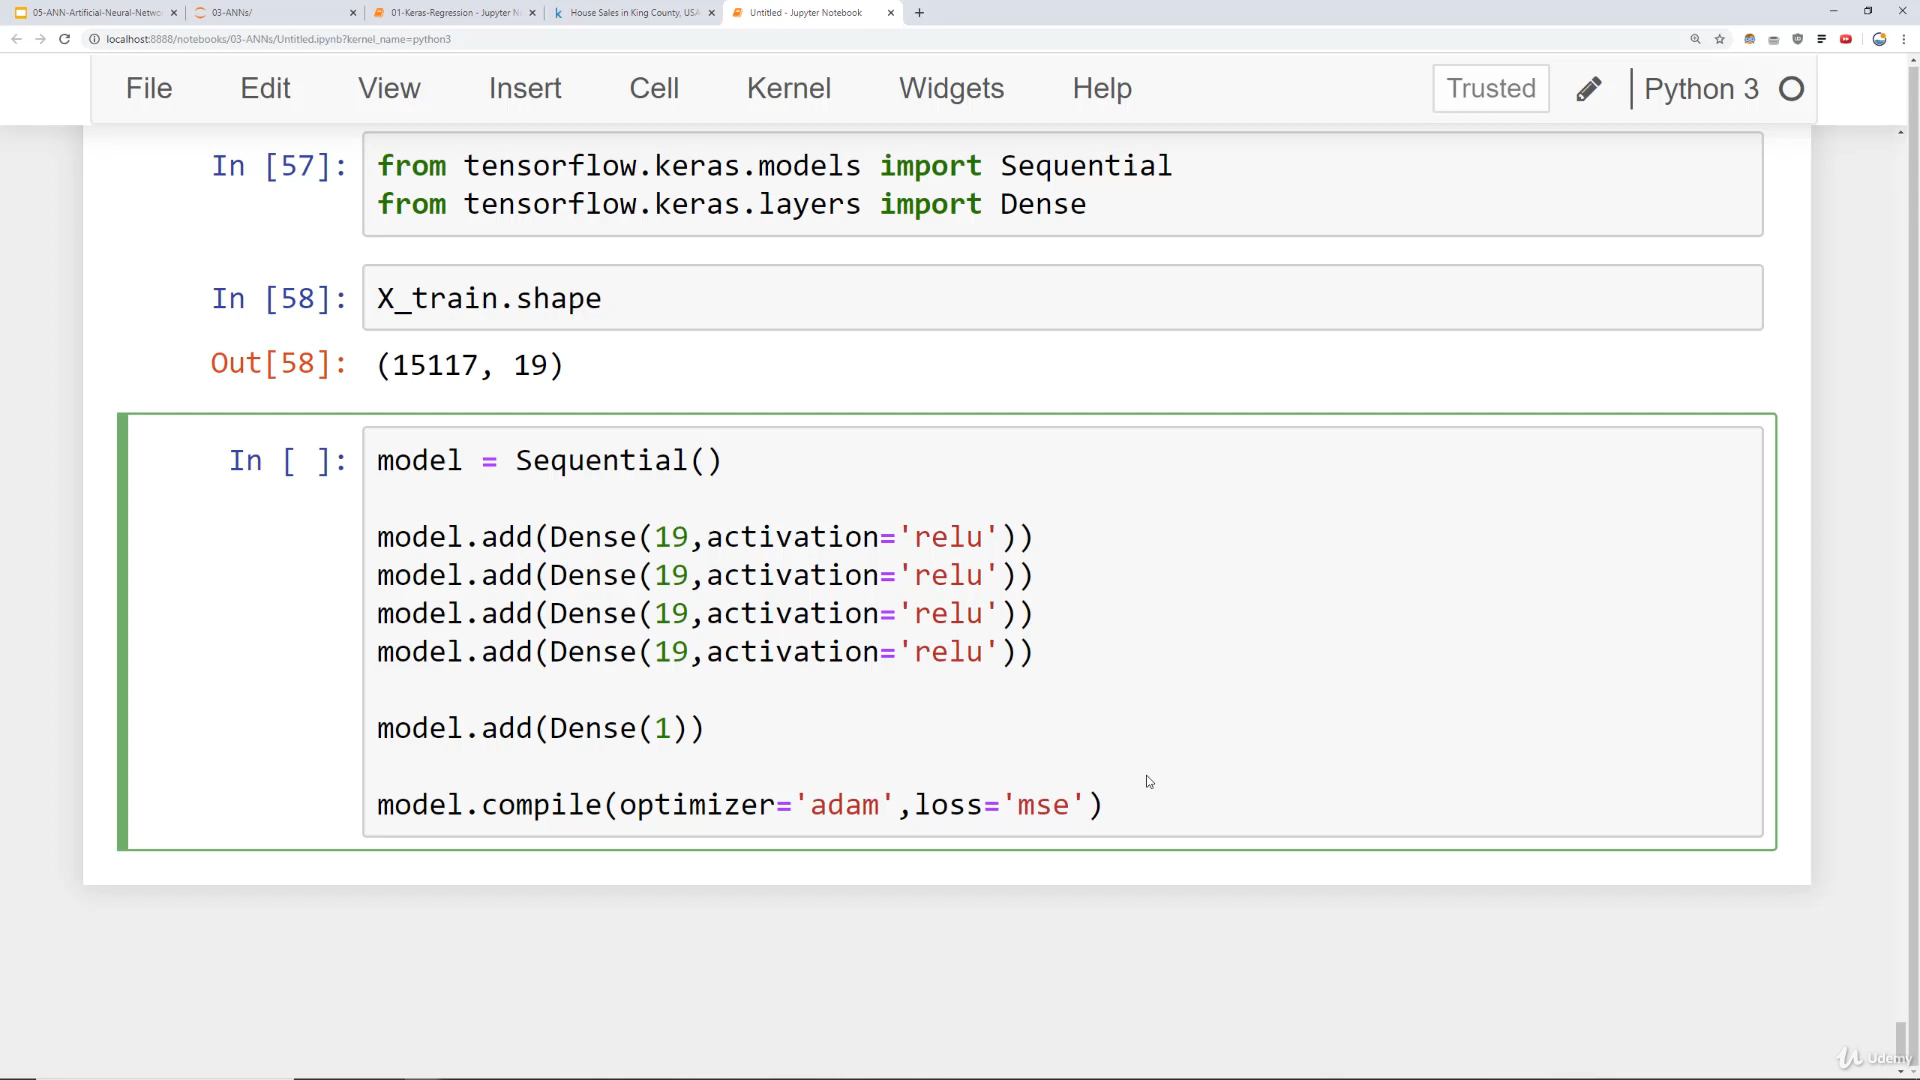 05-ANN-Artificial-Neural-Netwo
03-ANNs/
01-Keras-Regression - Jupyter N
House Sales in King County, USA
Untitled - Jupyter Notebook
localhost:8888/notebooks/03-ANNs/Untitled.ipynb?kernel_name=python3
File Edit View Insert Cell Kernel Widgets Help Trusted Python 3
In [57]: from tensorflow.keras.models import Sequential
from tensorflow.keras.layers import Dense
In [58]: X_train.shape
Out[58]: (15117, 19)
In [ ]: model = Sequential()
model.add(Dense(19,activation='relu'))
model.add(Dense(19,activation='relu'))
model.add(Dense(19,activation='relu'))
model.add(Dense(19,activation='relu'))
model.add(Dense(1))
model.compile(optimizer='adam',loss='mse')
Udemy